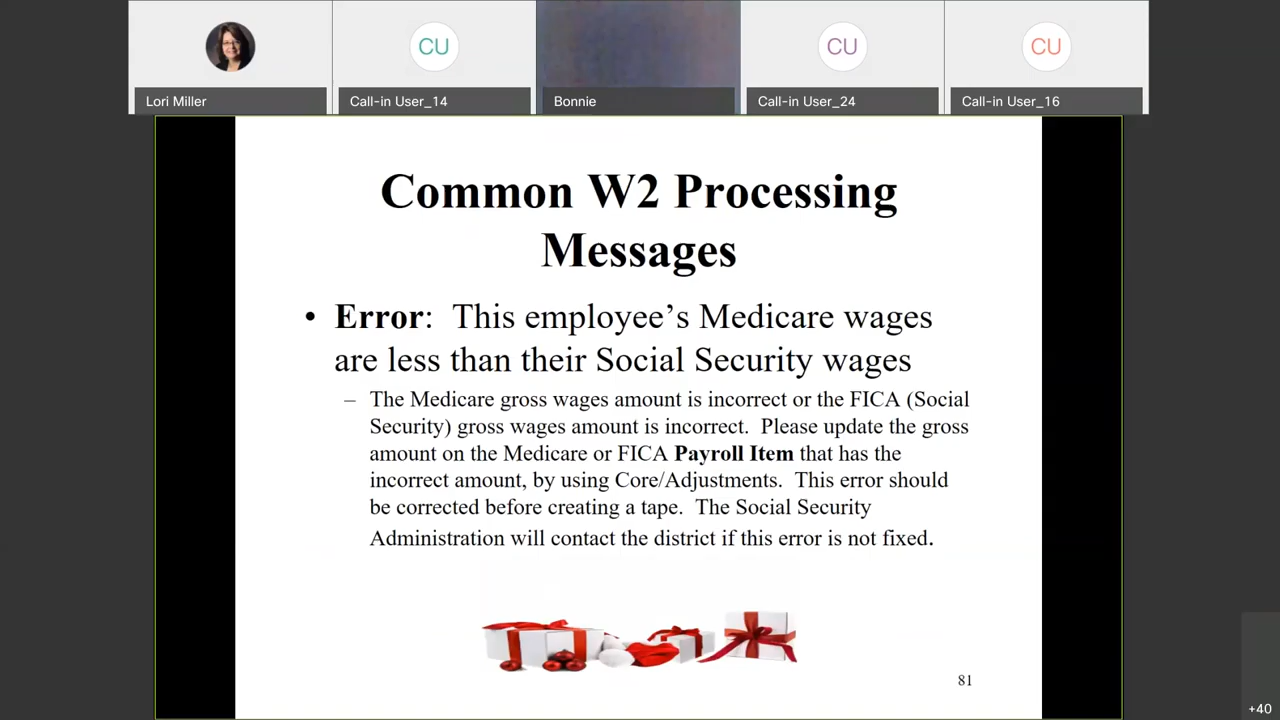 CU
CU
CU
Lori Miller
Call-in User_14
Bonnie
Call-in User_24
Call-in User_16
Common W2 Processing
Messages
• Error: This employee’s Medicare wages
are less than their Social Security wages
– The Medicare gross wages amount is incorrect or the FICA (Social
Security) gross wages amount is incorrect. Please update the gross
amount on the Medicare or FICA Payroll Item that has the
incorrect amount, by using Core/Adjustments. This error should
be corrected before creating a tape. The Social Security
Administration will contact the district if this error is not fixed.
81
+40